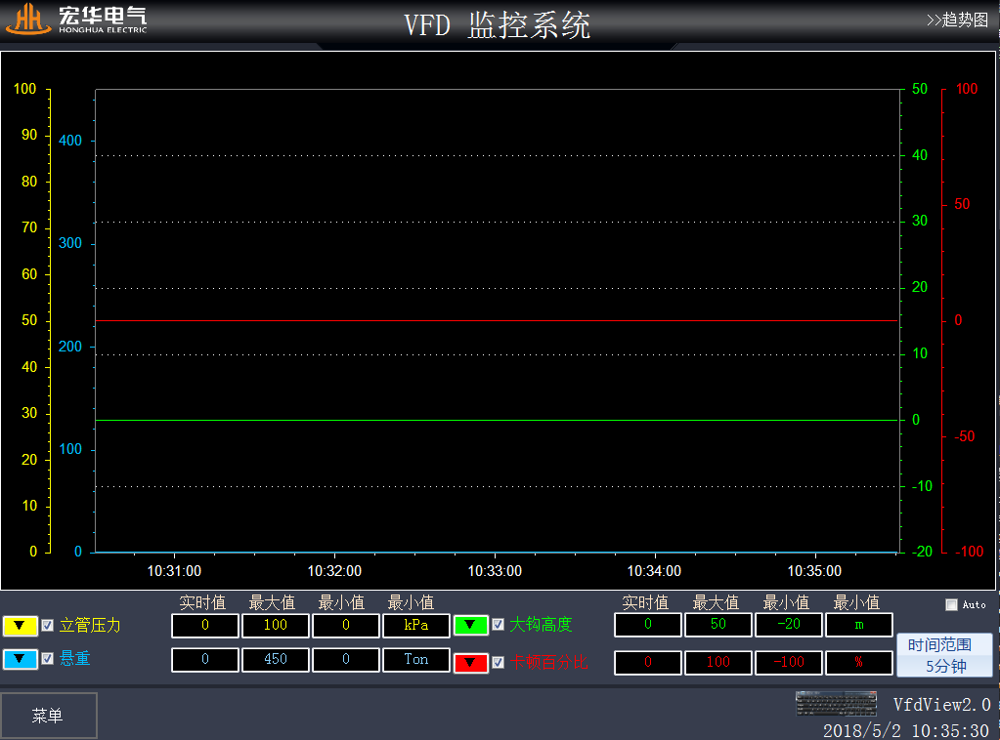 宏华电气
HONGHUA ELECTRIC
VFD 监控系统
>>趋势图
100
90
80
70
60
50
40
30
20
10
0
400
300
200
100
0
50
40
30
20
10
0
-10
-20
100
50
0
-50
-100
10:31:00 10:32:00 10:33:00 10:34:00 10:35:00
实时值 最大值 最小值 最小值 实时值 最大值 最小值 最小值
Auto
立管压力 0 100 0 kPa 大钩高度 0 50 -20 m
悬重 0 450 0 Ton 卡帧百分比 0 100 -100 %
时间范围
5分钟
菜单
VfdView2.0
2018/5/2 10:35:30